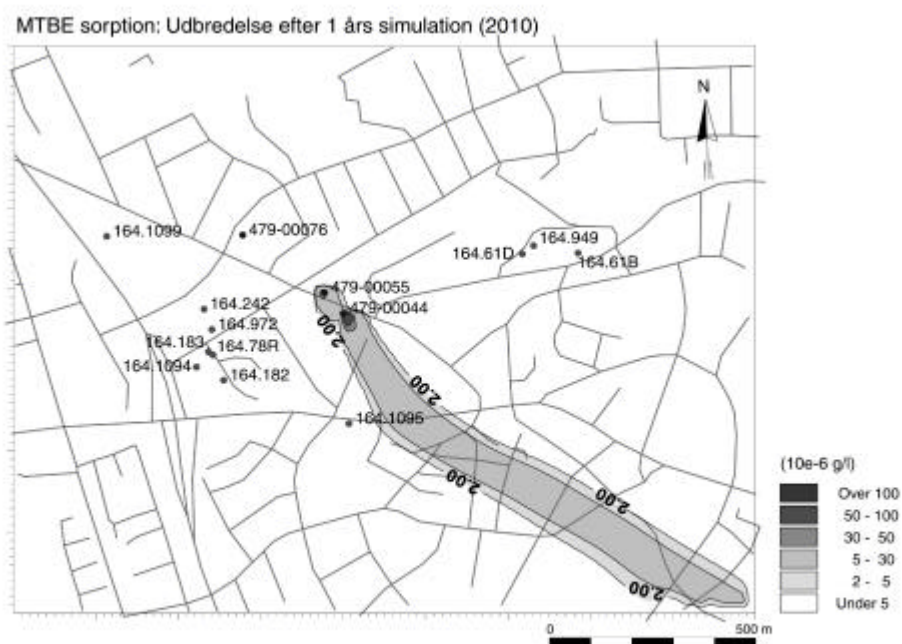 MTBE sorption: Udbredelse efter 1 års simulation (2010)
N
164.1099
479-00076
164.949
164.61D
164.61B
479-00055
479-00044
164.242
2.00
164.972
164.183
164.78R
164.1094
164.182
2.00
164.1095
2.00
2.00
2.00
(10e-6 g/l)
Over 100
50 - 100
30 - 50
5 - 30
2 - 5
Under 5
0
500 m